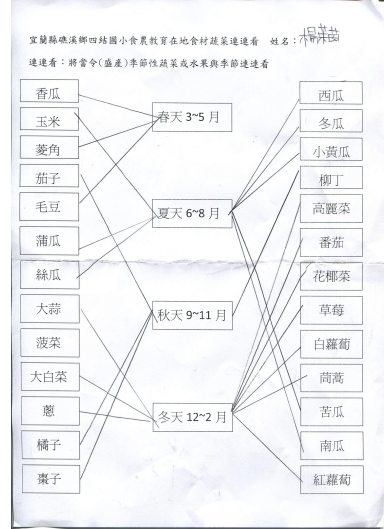 宜蘭縣礁溪鄉四結國小食農教育在地食材蔬菜連連看 姓名：
連連看：將當令(盛產)季節性蔬菜或水果與季節連連看
香瓜
玉米
菱角
茄子
毛豆
蒲瓜
絲瓜
大蒜
菠菜
大白菜
蔥
橘子
棗子
春天 3~5 月
夏天 6~8 月
秋天 9~11 月
冬天 12~2 月
西瓜
冬瓜
小黃瓜
柳丁
高麗菜
番茄
花椰菜
草莓
白蘿蔔
茼蒿
苦瓜
南瓜
紅蘿蔔